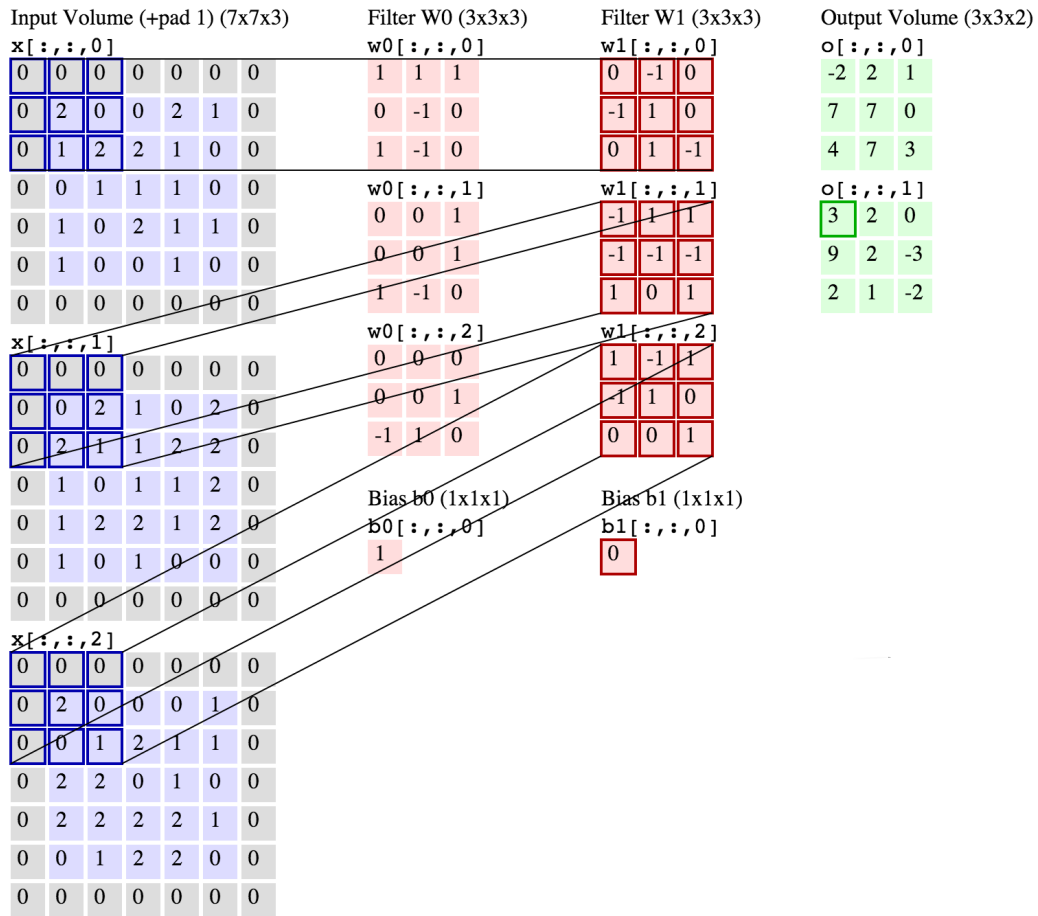 Input Volume (+pad 1) (7x7x3)
x[:,:,0]
0 0 0 0 0 0 0
0 2 0 0 2 1 0
0 1 2 2 1 0 0
0 0 1 1 1 0 0
0 1 0 2 1 1 0
0 1 0 0 1 0 0
0 0 0 0 0 0 0
x[:,:,1]
0 0 0 0 0 0 0
0 0 2 1 0 2 0
0 2 1 1 2 2 0
0 1 0 1 1 2 0
0 1 2 2 1 2 0
0 1 0 1 0 0 0
0 0 0 0 0 0 0
x[:,:,2]
0 0 0 0 0 0 0
0 2 0 0 0 1 0
0 0 1 2 1 1 0
0 2 2 0 1 0 0
0 2 2 2 2 1 0
0 0 1 2 2 0 0
0 0 0 0 0 0 0
Filter W0 (3x3x3)
w0[:,:,0]
1 1 1
0 -1 0
1 -1 0
w0[:,:,1]
0 0 1
0 0 1
1 -1 0
w0[:,:,2]
0 0 0
0 0 1
-1 1 0
Bias b0 (1x1x1)
b0[:,:,0]
1
Filter W1 (3x3x3)
w1[:,:,0]
0 -1 0
-1 1 0
0 1 -1
w1[:,:,1]
-1 1 1
-1 -1 -1
1 0 1
w1[:,:,2]
1 -1 1
-1 1 0
0 0 1
Bias b1 (1x1x1)
b1[:,:,0]
0
Output Volume (3x3x2)
o[:,:,0]
-2 2 1
7 7 0
4 7 3
o[:,:,1]
3 2 0
9 2 -3
2 1 -2